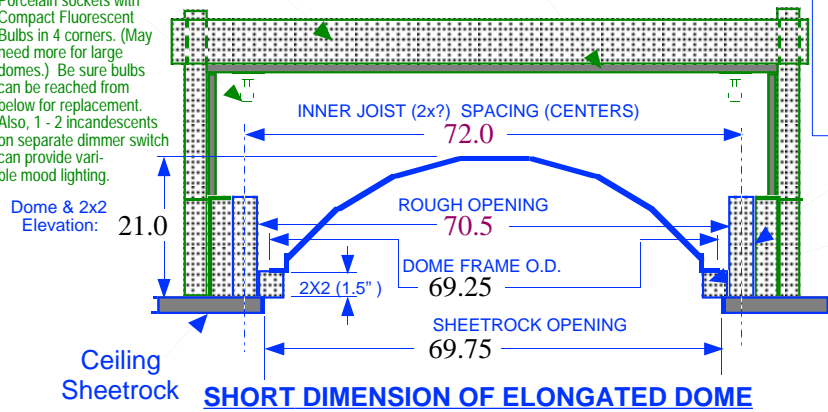 Porcelain sockets with
Compact Fluorescent
Bulbs in 4 corners. (May
need more for large
domes.) Be sure bulbs
can be reached from
below for replacement.
Also, 1 - 2 incandescents
on separate dimmer switch
can provide vari-
ble mood lighting.
INNER JOIST (2x?) SPACING (CENTERS)
72.0
Dome & 2x2
Elevation: 21.0
ROUGH OPENING
70.5
DOME FRAME O.D.
2X2 (1.5" )
69.25
SHEETROCK OPENING
69.75
Ceiling
Sheetrock
SHORT DIMENSION OF ELONGATED DOME